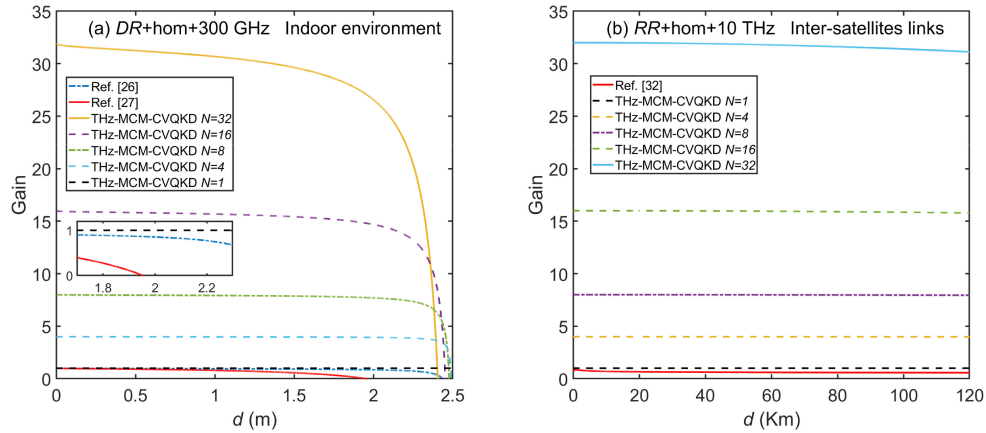 (a) DR+hom+300 GHz Indoor environment
Gain
35
30
25
20
15
10
5
0
Ref. [26]
Ref. [27]
THz-MCM-CVQKD N=32
THz-MCM-CVQKD N=16
THz-MCM-CVQKD N=8
THz-MCM-CVQKD N=4
THz-MCM-CVQKD N=1
1
0
1.8 2 2.2
0 0.5 1 1.5 2 2.5
d (m)
(b) RR+hom+10 THz Inter-satellites links
Gain
35
30
25
20
15
10
5
0
Ref. [32]
THz-MCM-CVQKD N=1
THz-MCM-CVQKD N=4
THz-MCM-CVQKD N=8
THz-MCM-CVQKD N=16
THz-MCM-CVQKD N=32
0 20 40 60 80 100 120
d (Km)